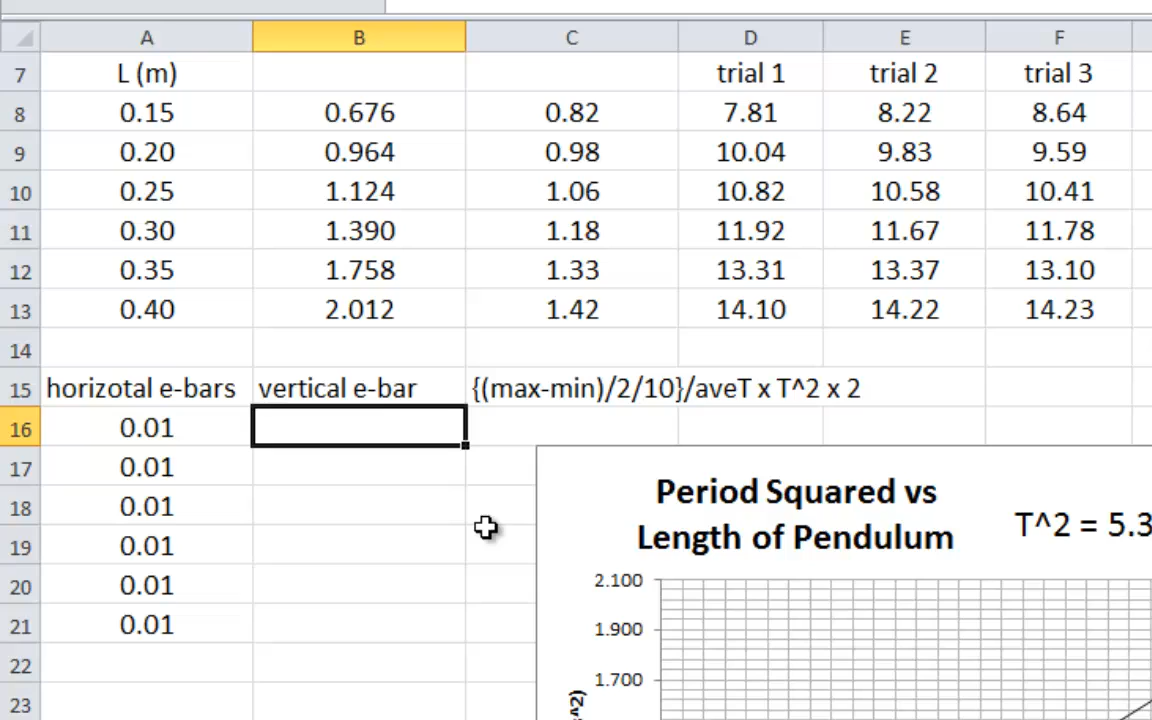 A B C D E F
7 L (m) trial 1 trial 2 trial 3
8 0.15 0.676 0.82 7.81 8.22 8.64
9 0.20 0.964 0.98 10.04 9.83 9.59
10 0.25 1.124 1.06 10.82 10.58 10.41
11 0.30 1.390 1.18 11.92 11.67 11.78
12 0.35 1.758 1.33 13.31 13.37 13.10
13 0.40 2.012 1.42 14.10 14.22 14.23
14
15 horizotal e-bars vertical e-bar {(max-min)/2/10}/aveT x T^2 x 2
16 0.01
17 0.01
18 0.01
19 0.01
20 0.01
21 0.01
22
23
Period Squared vs
Length of Pendulum
T^2 = 5.3
2.100
1.900
1.700
^2)